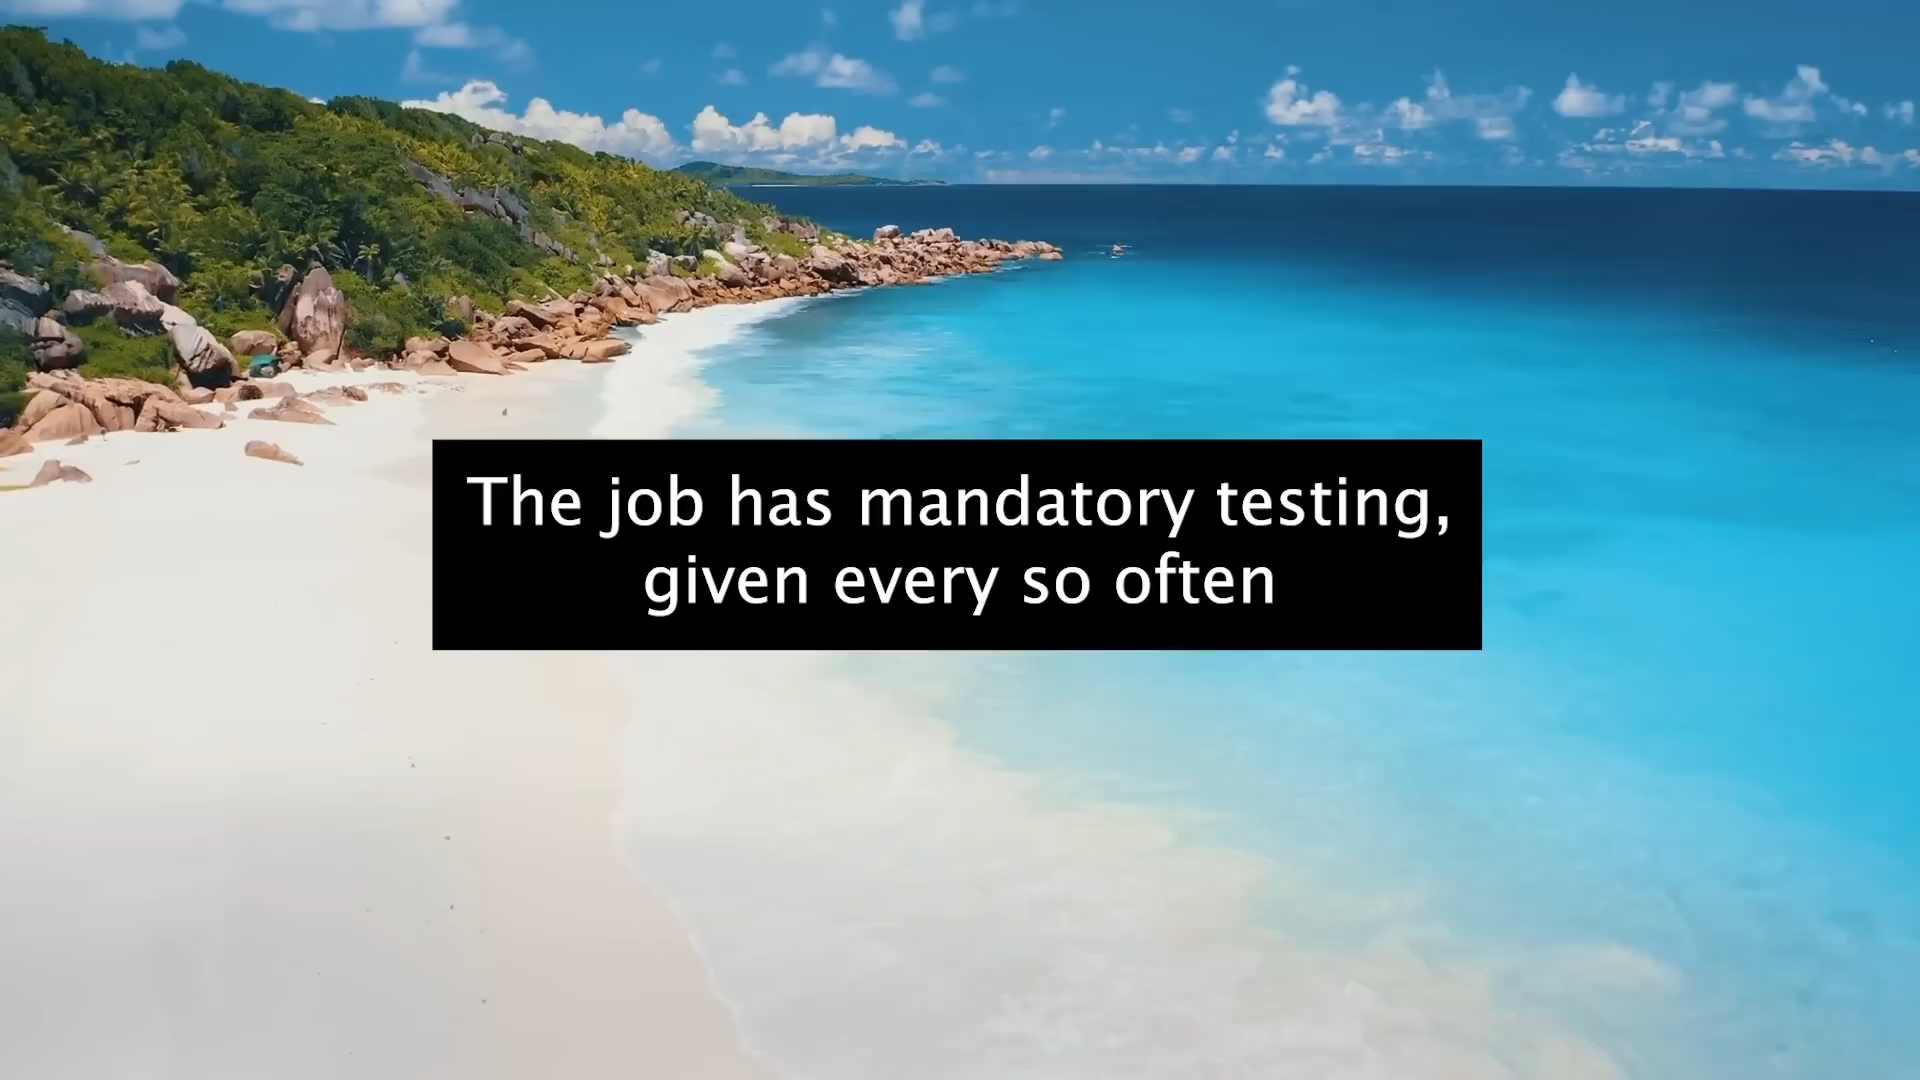 The job has mandatory testing,
given every so often